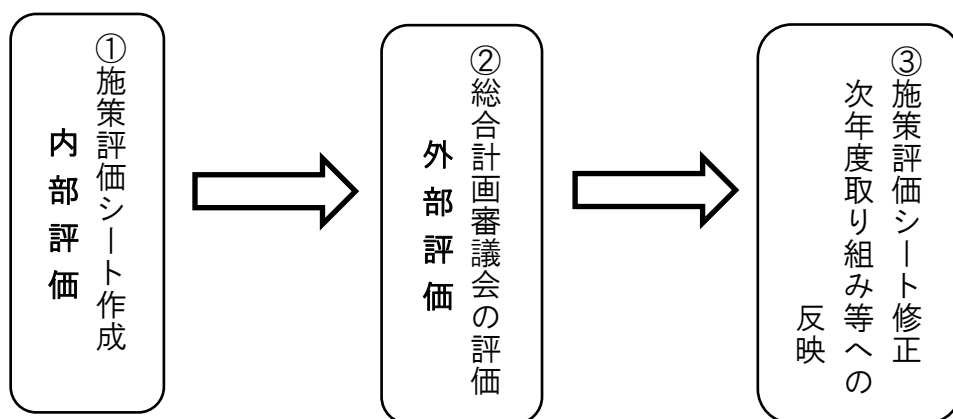 ①施策評価シート作成
内部評価
②総合計画審議会の評価
外部評価
③施策評価シート修正
次年度取り組み等への
反映